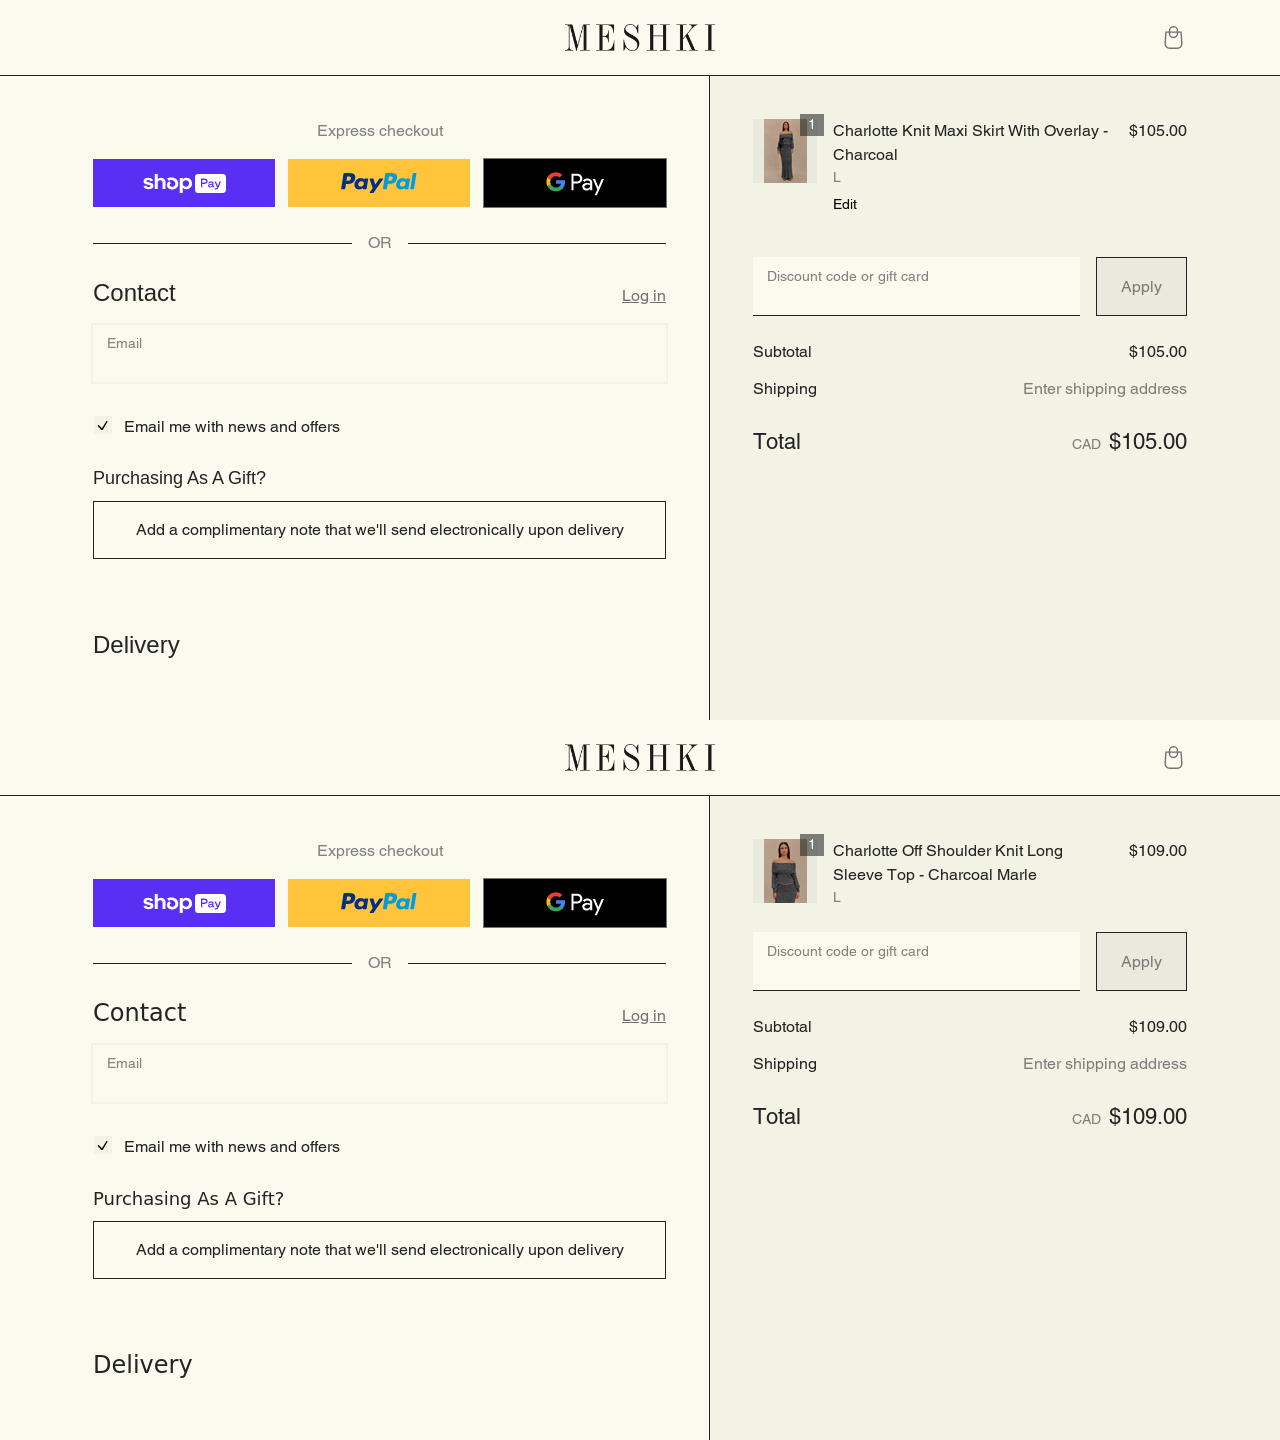 MESHKI
Express checkout
shop Pay
PayPal
G Pay
OR
Contact
Log in
Email
Email me with news and offers
Purchasing As A Gift?
Add a complimentary note that we'll send electronically upon delivery
Delivery
1
Charlotte Knit Maxi Skirt With Overlay -
Charcoal
$105.00
L
Edit
Discount code or gift card
Apply
Subtotal
$105.00
Shipping
Enter shipping address
Total
CAD $105.00
MESHKI
Express checkout
shop Pay
PayPal
G Pay
OR
Contact
Log in
Email
Email me with news and offers
Purchasing As A Gift?
Add a complimentary note that we'll send electronically upon delivery
Delivery
1
Charlotte Off Shoulder Knit Long
Sleeve Top - Charcoal Marle
$109.00
L
Discount code or gift card
Apply
Subtotal
$109.00
Shipping
Enter shipping address
Total
CAD $109.00